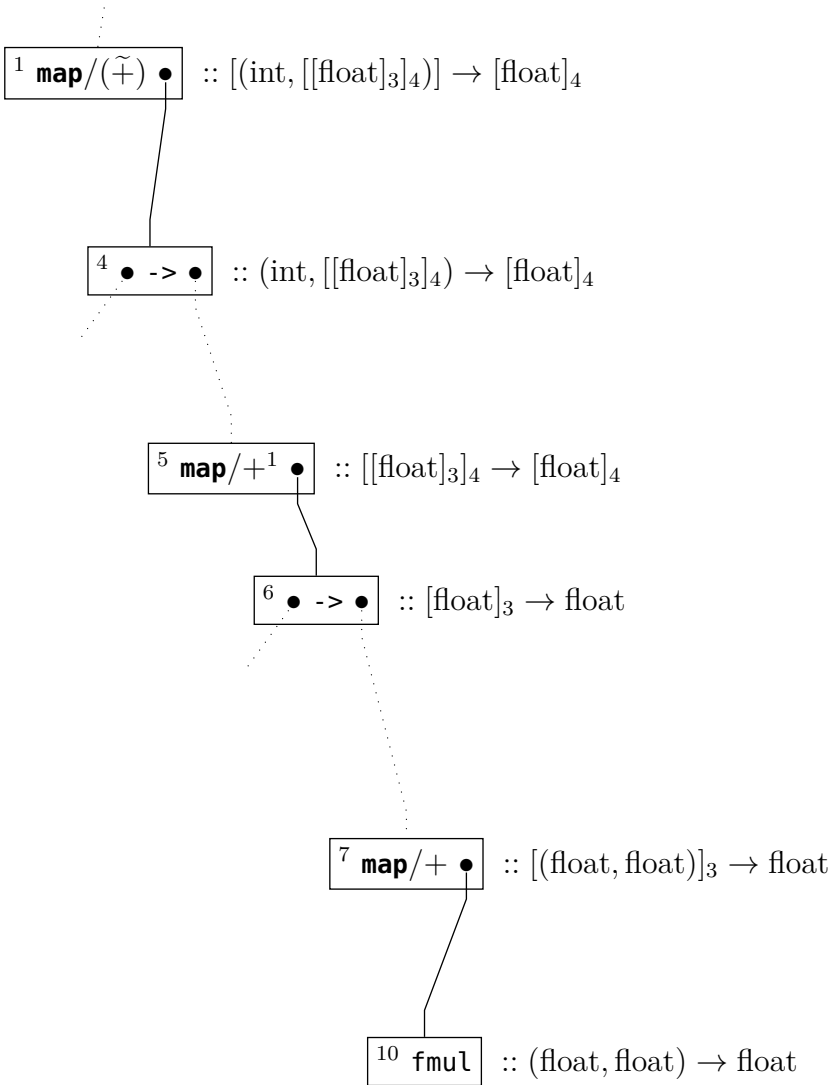 1 map/(+̃) • :: [(int, [[float]₃]₄)] → [float]₄
4 • -> • :: (int, [[float]₃]₄) → [float]₄
5 map/+¹ • :: [[float]₃]₄ → [float]₄
6 • -> • :: [float]₃ → float
7 map/+ • :: [(float, float)]₃ → float
10 fmul :: (float, float) → float